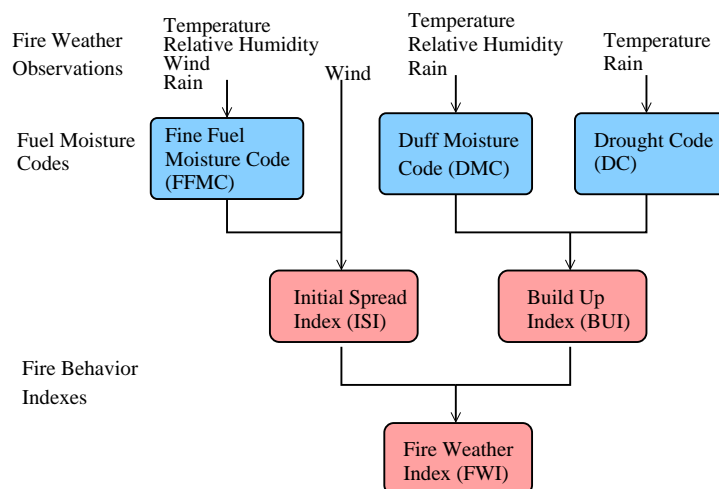 Fire Weather
Observations
Temperature
Relative Humidity
Wind
Rain
Wind
Temperature
Relative Humidity
Rain
Temperature
Rain
Fuel Moisture
Codes
Fine Fuel
Moisture Code
(FFMC)
Duff Moisture
Code (DMC)
Drought Code
(DC)
Initial Spread
Index (ISI)
Build Up
Index (BUI)
Fire Behavior
Indexes
Fire Weather
Index (FWI)